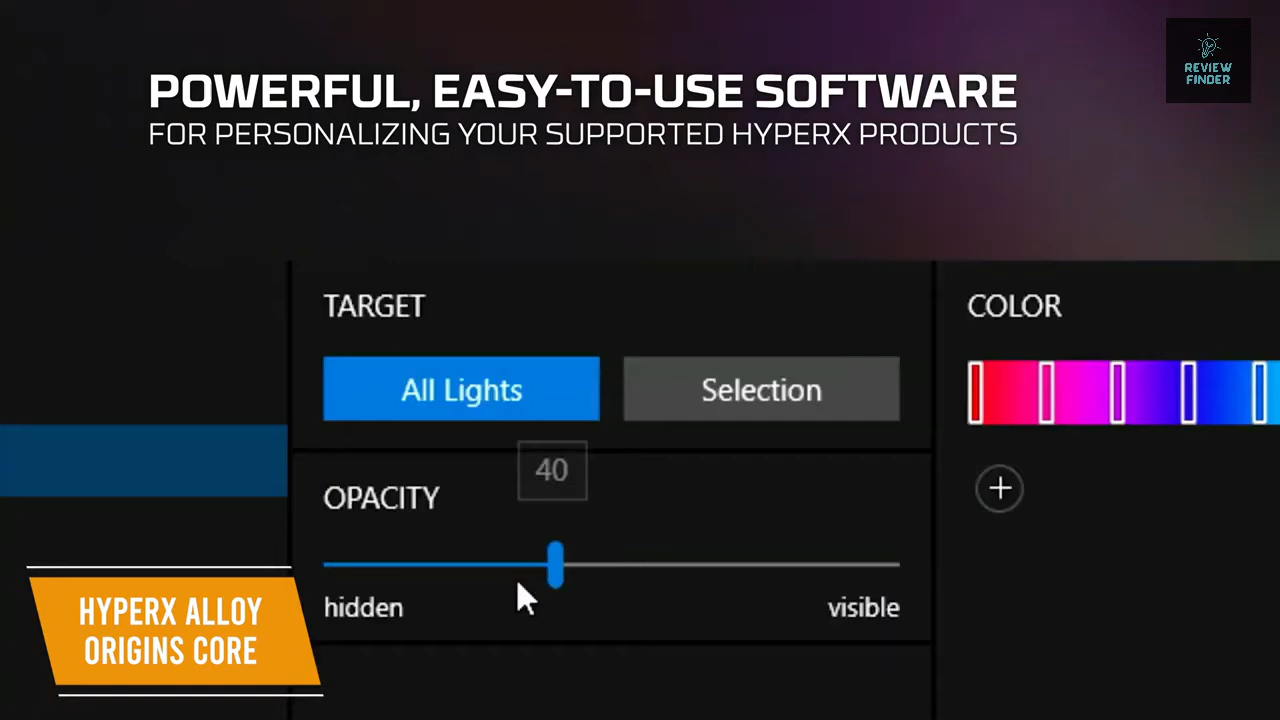 POWERFUL, EASY-TO-USE SOFTWARE
FOR PERSONALIZING YOUR SUPPORTED HYPERX PRODUCTS
REVIEW
FINDER
TARGET
All Lights
Selection
COLOR
40
OPACITY
hidden
visible
HYPERX ALLOY
ORIGINS CORE